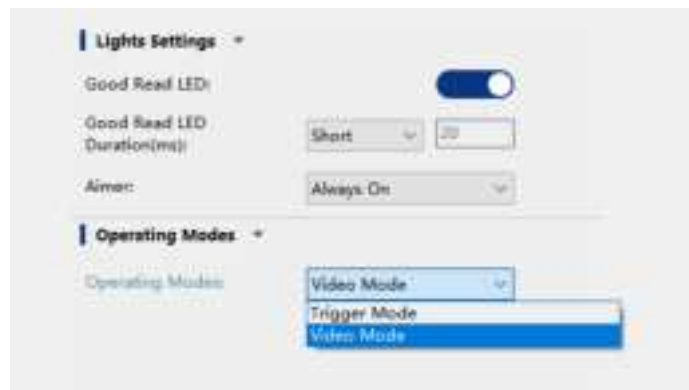 Lights Settings
Good Read LED:
Good Read LED
Duration(ms):
Short
20
Aimer:
Always On
Operating Modes
Operating Modes:
Video Mode
Trigger Mode
Video Mode